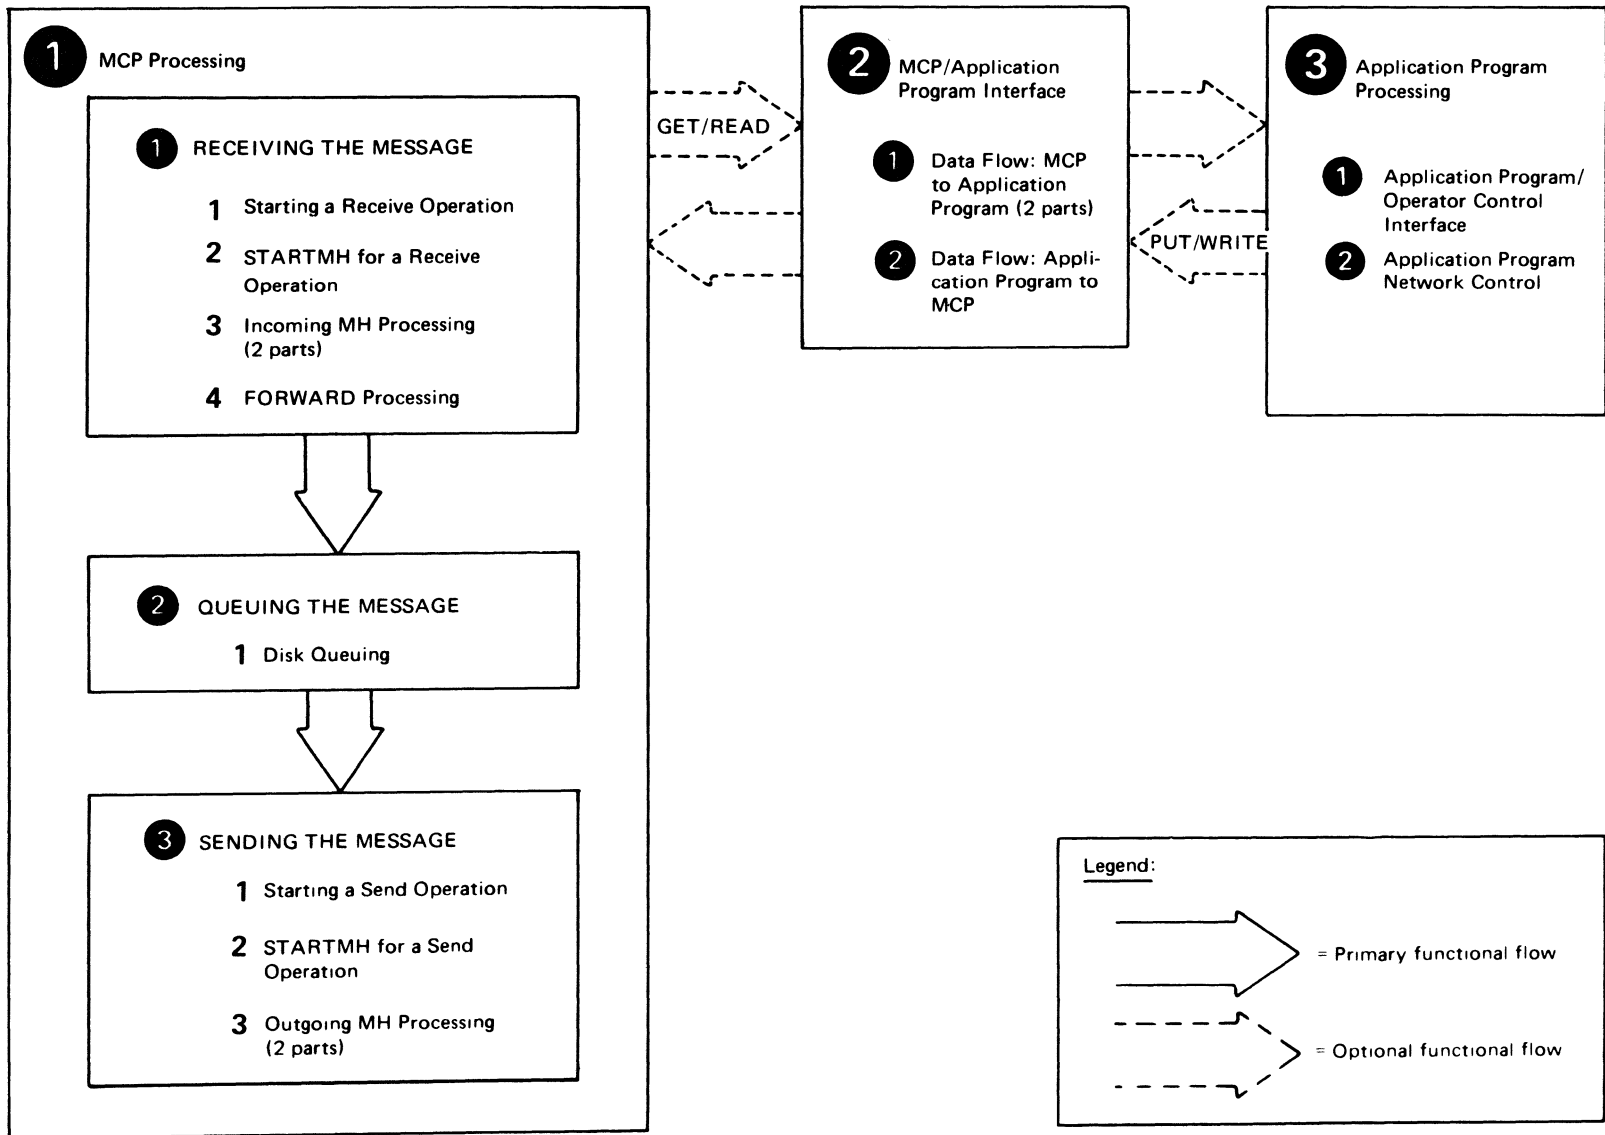 1 MCP Processing
1 RECEIVING THE MESSAGE
1 Starting a Receive Operation
2 STARTMH for a Receive
Operation
3 Incoming MH Processing
(2 parts)
4 FORWARD Processing
2 QUEUING THE MESSAGE
1 Disk Queuing
3 SENDING THE MESSAGE
1 Starting a Send Operation
2 STARTMH for a Send
Operation
3 Outgoing MH Processing
(2 parts)
GET/READ
2 MCP/Application
Program Interface
1 Data Flow: MCP
to Application
Program (2 parts)
2 Data Flow: Appli-
cation Program to
MCP
PUT/WRITE
3 Application Program
Processing
1 Application Program/
Operator Control
Interface
2 Application Program
Network Control
Legend:
= Primary functional flow
= Optional functional flow